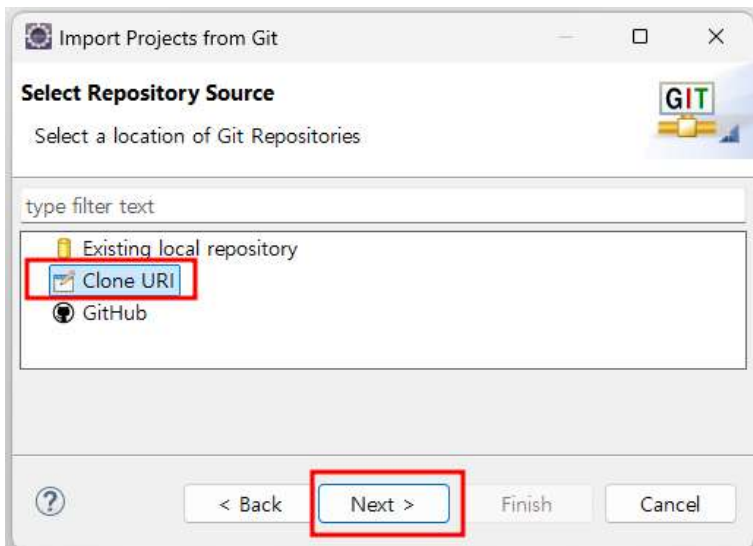 Import Projects from Git
Select Repository Source
GIT
Select a location of Git Repositories
type filter text
Existing local repository
Clone URI
GitHub
?
< Back Next > Finish Cancel